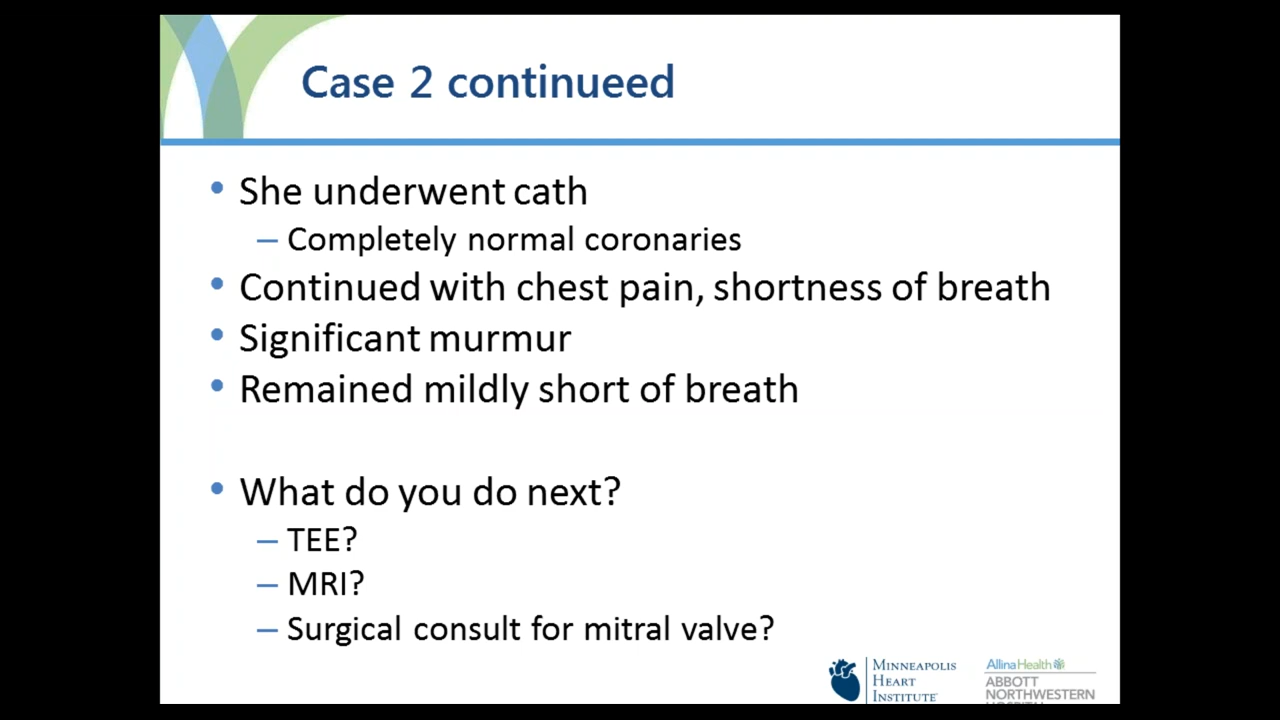 Case 2 continueed
• She underwent cath
– Completely normal coronaries
• Continued with chest pain, shortness of breath
• Significant murmur
• Remained mildly short of breath
• What do you do next?
– TEE?
– MRI?
– Surgical consult for mitral valve?
MINNEAPOLIS
HEART
INSTITUTE
Allina Health
ABBOTT
NORTHWESTERN
HOSPITAL